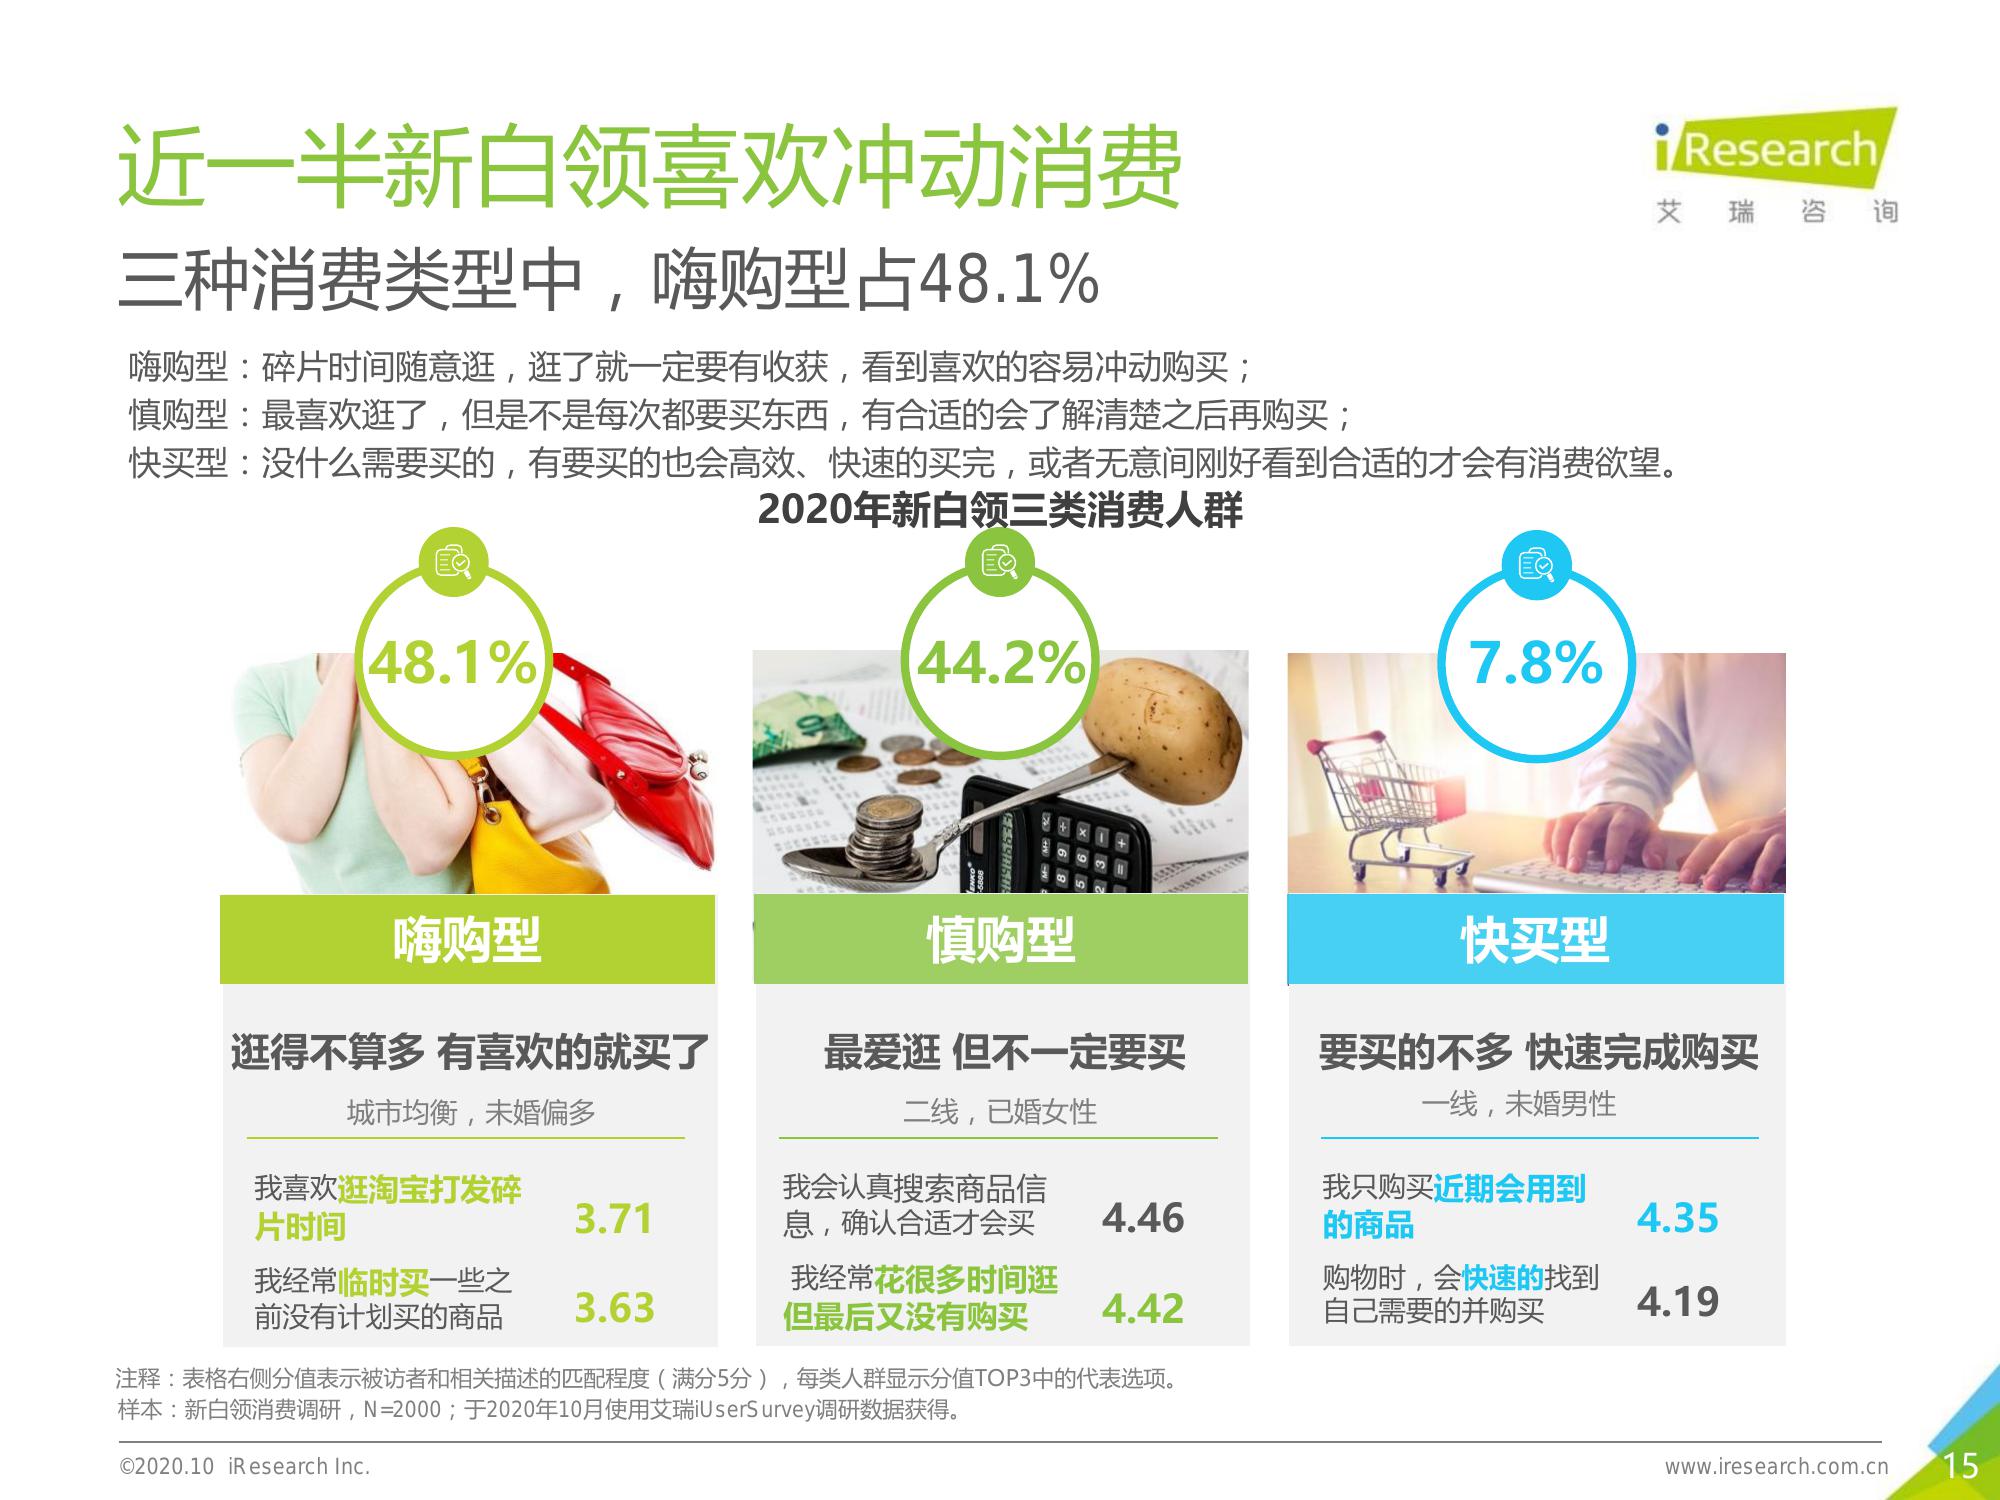 近一半新白领喜欢冲动消费
iResearch
艾瑞咨询
三种消费类型中，嗨购型占48.1%
嗨购型：碎片时间随意逛，逛了就一定要有收获，看到喜欢的容易冲动购买；
慎购型：最喜欢逛了，但是不是每次都要买东西，有合适的会了解清楚之后再购买；
快买型：没什么需要买的，有要买的也会高效、快速的买完，或者无意间刚好看到合适的才会有消费欲望。
2020年新白领三类消费人群
48.1%
44.2%
7.8%
嗨购型
慎购型
快买型
逛得不算多 有喜欢的就买了
城市均衡，未婚偏多
我喜欢逛淘宝打发碎
片时间
3.71
我经常临时买一些之
前没有计划买的商品
3.63
最爱逛 但不一定要买
二线，已婚女性
我会认真搜索商品信
息，确认合适才会买
4.46
我经常花很多时间逛
但最后又没有购买
4.42
要买的不多 快速完成购买
一线，未婚男性
我只购买近期会用到
的商品
4.35
购物时，会快速的找到
自己需要的并购买
4.19
注释：表格右侧分值表示被访者和相关描述的匹配程度（满分5分），每类人群显示分值TOP3中的代表选项。
样本：新白领消费调研，N=2000；于2020年10月使用艾瑞iUserSurvey调研数据获得。
©2020.10 iResearch Inc.
www.iresearch.com.cn
15